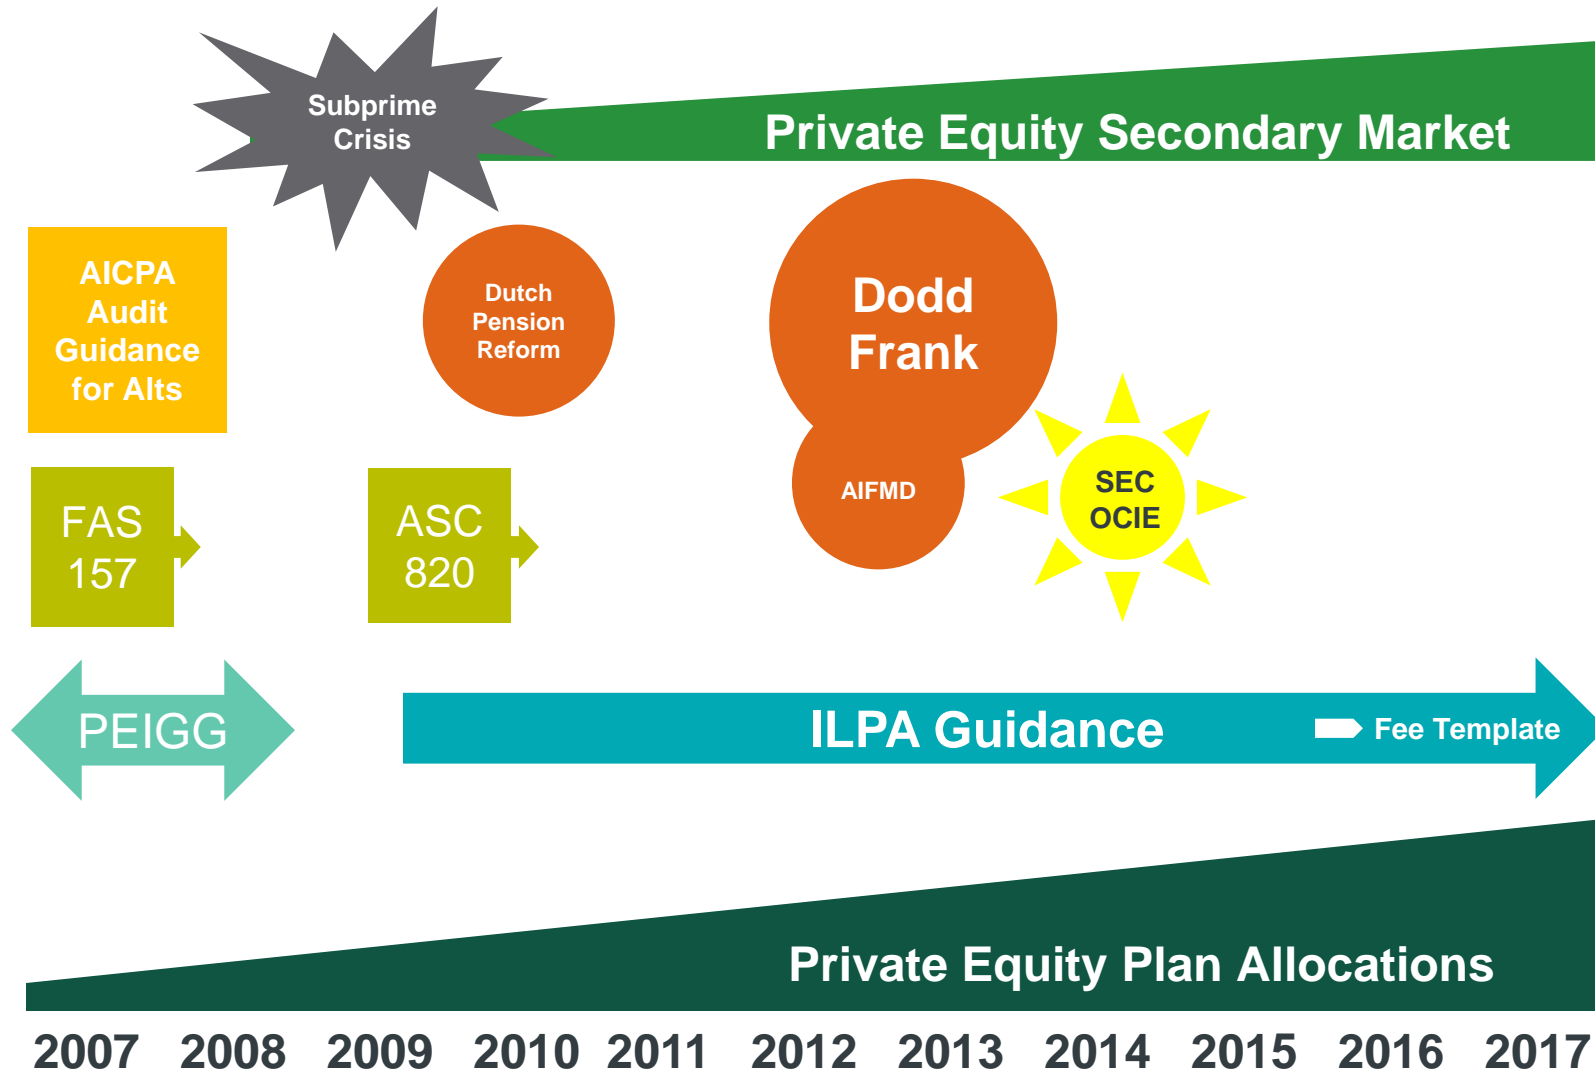 Subprime
Crisis
Private Equity Secondary Market
AICPA
Audit
Guidance
for Alts
Dutch
Pension
Reform
Dodd
Frank
FAS
157
ASC
820
AIFMD
SEC
OCIE
PEIGG
ILPA Guidance
Fee Template
Private Equity Plan Allocations
2007 2008 2009 2010 2011 2012 2013 2014 2015 2016 2017